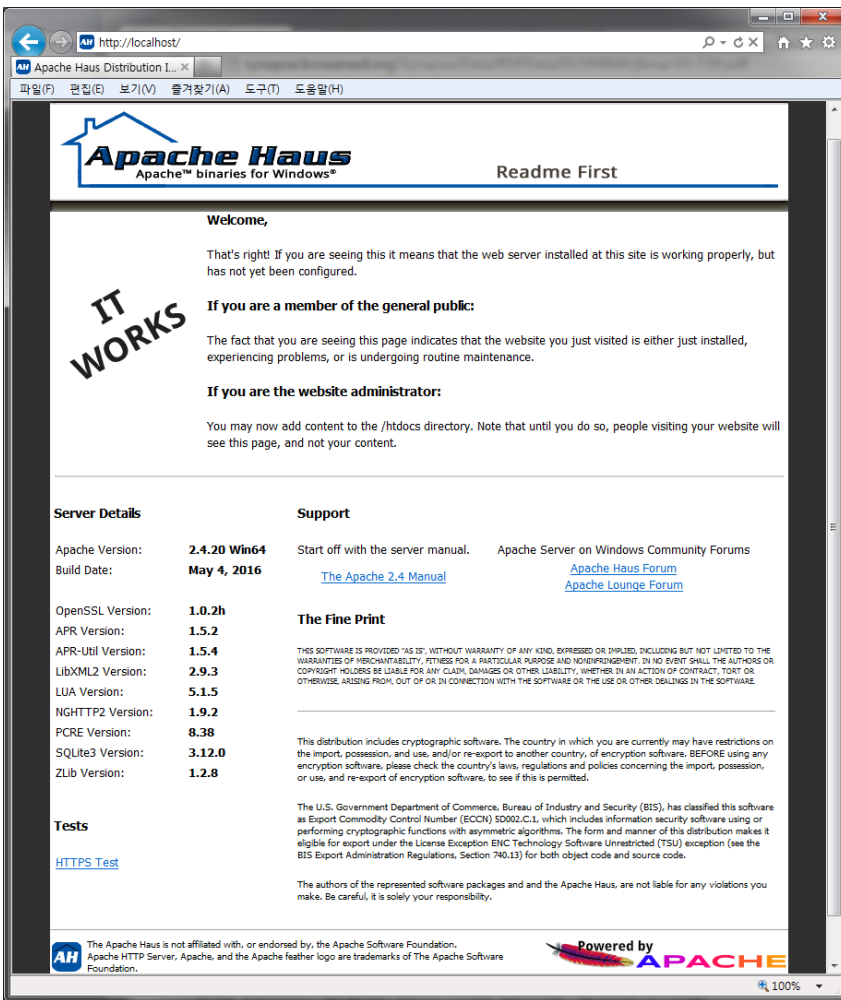 http://localhost/
Apache Haus Distribution I...
파일(F) 편집(E) 보기(V) 즐겨찾기(A) 도구(T) 도움말(H)
Apache Haus
Apache™ binaries for Windows®
Readme First
Welcome,
That's right! If you are seeing this it means that the web server installed at this site is working properly, but
has not yet been configured.
IT
WORKS
If you are a member of the general public:
The fact that you are seeing this page indicates that the website you just visited is either just installed,
experiencing problems, or is undergoing routine maintenance.
If you are the website administrator:
You may now add content to the /htdocs directory. Note that until you do so, people visiting your website will
see this page, and not your content.
Server Details
Apache Version: 2.4.20 Win64
Build Date: May 4, 2016
OpenSSL Version: 1.0.2h
APR Version: 1.5.2
APR-Util Version: 1.5.4
LibXML2 Version: 2.9.3
LUA Version: 5.1.5
NGHTTP2 Version: 1.9.2
PCRE Version: 8.38
SQLite3 Version: 3.12.0
ZLib Version: 1.2.8
Tests
HTTPS Test
Support
Start off with the server manual.
The Apache 2.4 Manual
Apache Server on Windows Community Forums
Apache Haus Forum
Apache Lounge Forum
The Fine Print
THIS SOFTWARE IS PROVIDED "AS IS", WITHOUT WARRANTY OF ANY KIND, EXPRESSED OR IMPLIED, INCLUDING BUT NOT LIMITED TO THE
WARRANTIES OF MERCHANTABILITY, FITNESS FOR A PARTICULAR PURPOSE AND NONINFRINGEMENT. IN NO EVENT SHALL THE AUTHORS OR
COPYRIGHT HOLDERS BE LIABLE FOR ANY CLAIM, DAMAGES OR OTHER LIABILITY, WHETHER IN AN ACTION OF CONTRACT, TORT OR
OTHERWISE, ARISING FROM, OUT OF OR IN CONNECTION WITH THE SOFTWARE OR THE USE OR OTHER DEALINGS IN THE SOFTWARE.
This distribution includes cryptographic software. The country in which you are currently may have restrictions on
the import, possession, and use, and/or re-export to another country, of encryption software. BEFORE using any
encryption software, please check the country's laws, regulations and policies concerning the import, possession,
or use, and re-export of encryption software, to see if this is permitted.
The U.S. Government Department of Commerce, Bureau of Industry and Security (BIS), has classified this software
as Export Commodity Control Number (ECCN) 5D002.C.1, which includes information security software using or
performing cryptographic functions with asymmetric algorithms. The form and manner of this distribution makes it
eligible for export under the License Exception ENC Technology Software Unrestricted (TSU) exception (see the
BIS Export Administration Regulations, Section 740.13) for both object code and source code.
The authors of the represented software packages and and the Apache Haus, are not liable for any violations you
make. Be careful, it is solely your responsibility.
AH
The Apache Haus is not affiliated with, or endorsed by, the Apache Software Foundation.
Apache HTTP Server, Apache, and the Apache feather logo are trademarks of The Apache Software
Foundation.
Powered by
APACHE
100%